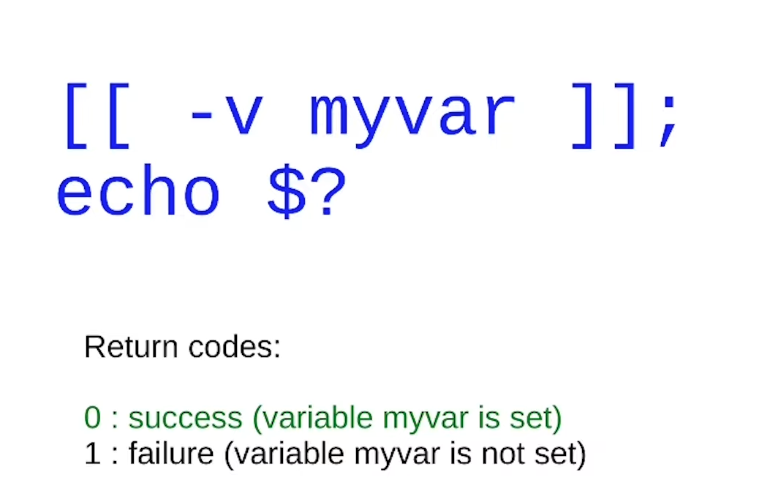 [[ -v myvar ]];
echo $?
Return codes:
0 : success (variable myvar is set)
1 : failure (variable myvar is not set)